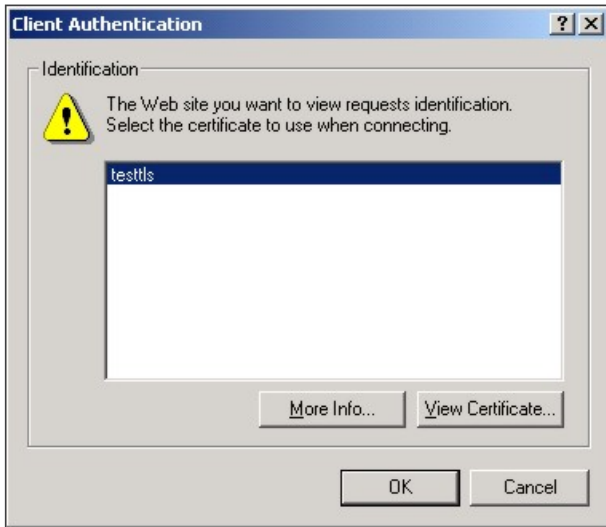 Client Authentication
Identification
The Web site you want to view requests identification.
Select the certificate to use when connecting.
testtls
More Info...
View Certificate...
OK
Cancel